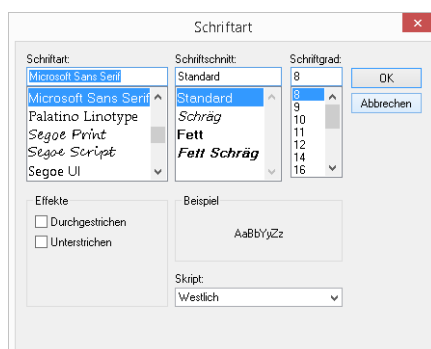 Schriftart
Schriftart:
Microsoft Sans Serif
Microsoft Sans Serif
Palatino Linotype
Segoe Print
Segoe Script
Segoe UI
Schriftschnitt:
Standard
Standard
Schräg
Fett
Fett Schräg
Schriftgrad:
8
8
9
10
11
12
14
16
OK
Abbrechen
Effekte
Durchgestrichen
Unterstrichen
Beispiel
AaBbYyZz
Skript:
Westlich